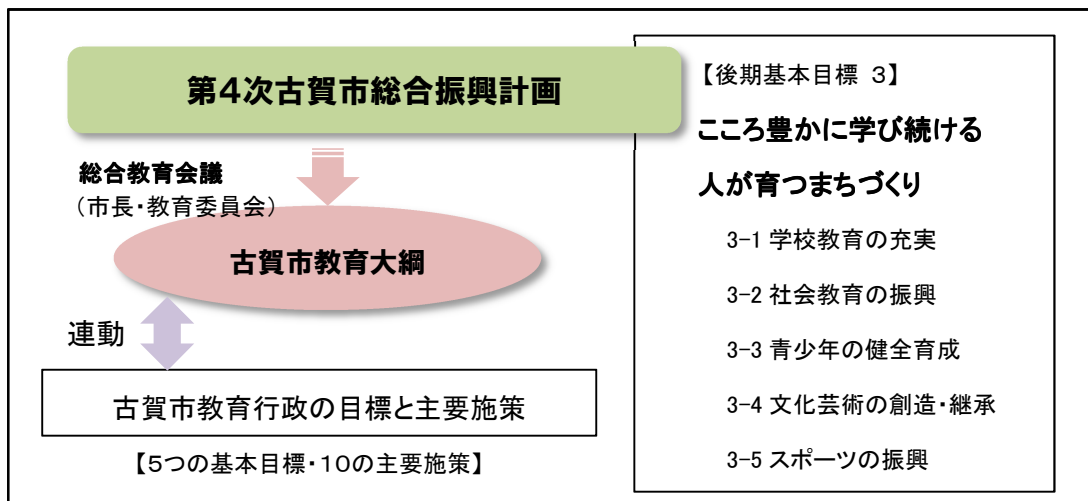 第4次古賀市総合振興計画
総合教育会議
（市長・教育委員会）
古賀市教育大綱
連動
古賀市教育行政の目標と主要施策
【5つの基本目標・10の主要施策】
【後期基本目標 3】
こころ豊かに学び続ける
人が育つまちづくり
3-1 学校教育の充実
3-2 社会教育の振興
3-3 青少年の健全育成
3-4 文化芸術の創造・継承
3-5 スポーツの振興